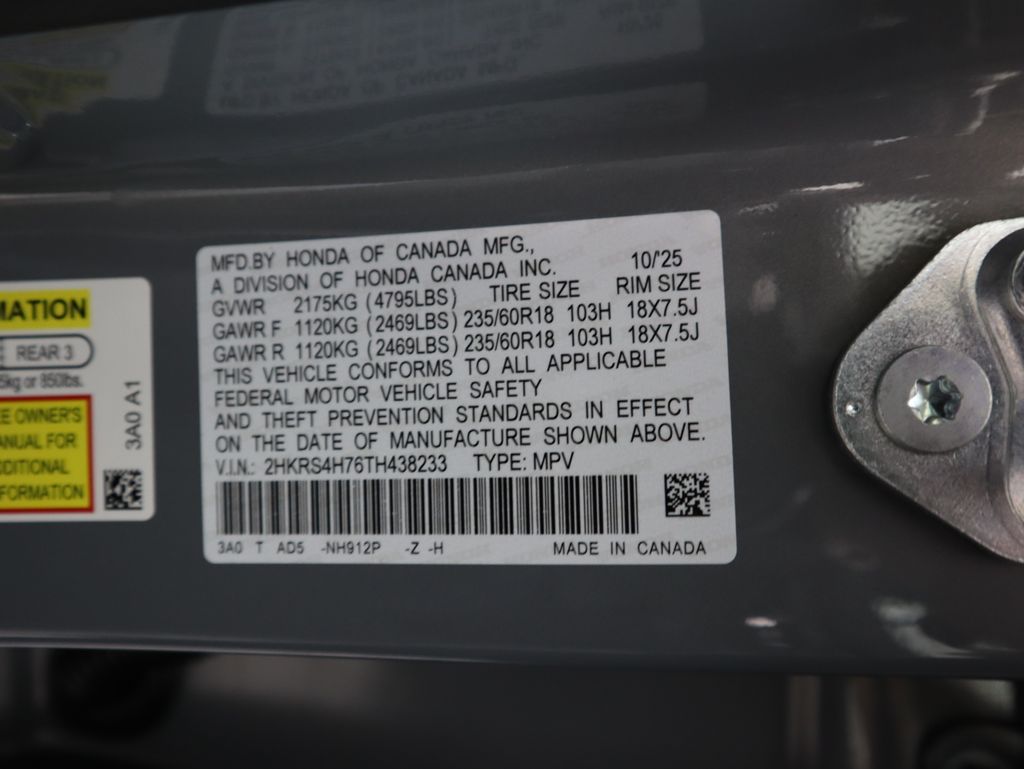 MATION
REAR 3
5kg or 850lbs.
EE OWNER'S
ANUAL FOR
DDITIONAL
FORMATION
3A0 A1
MFD.BY HONDA OF CANADA MFG.,
A DIVISION OF HONDA CANADA INC. 10/'25
GVWR 2175KG (4795LBS) TIRE SIZE RIM SIZE
GAWR F 1120KG (2469LBS) 235/60R18 103H 18X7.5J
GAWR R 1120KG (2469LBS) 235/60R18 103H 18X7.5J
THIS VEHICLE CONFORMS TO ALL APPLICABLE
FEDERAL MOTOR VEHICLE SAFETY
AND THEFT PREVENTION STANDARDS IN EFFECT
ON THE DATE OF MANUFACTURE SHOWN ABOVE.
V.I.N.: 2HKRS4H76TH438233 TYPE: MPV
3A0 T AD5 -NH912P -Z -H MADE IN CANADA